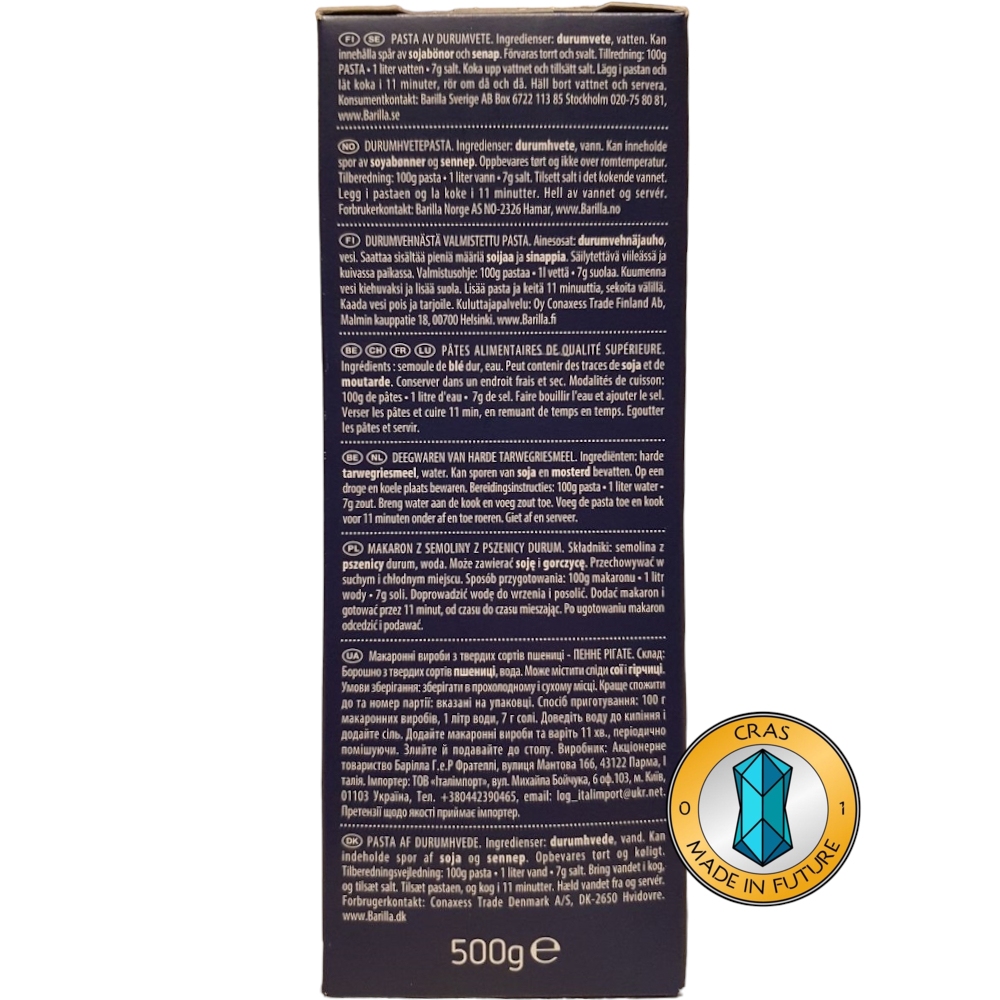 FI SE PASTA AV DURUMVETE. Ingredienser: durumvete, vatten. Kan
innehålla spår av sojabönor och senap. Förvaras torrt och svalt. Tillredning: 100g
PASTA • 1 liter vatten • 7g salt. Koka upp vattnet och tillsätt salt. Lägg i pastan och
låt koka i 11 minuter, rör om då och då. Häll bort vattnet och servera.
Konsumentkontakt: Barilla Sverige AB Box 6722 113 85 Stockholm 020-75 80 81,
www.Barilla.se
NO DURUMHVETEPASTA. Ingredienser: durumhvete, vann. Kan inneholde
spor av soyabønner og sennep. Oppbevares tørt og ikke over romtemperatur.
Tilberedning: 100g pasta • 1 liter vann • 7g salt. Tilsett salt i det kokende vannet.
Legg i pastaen og la koke i 11 minutter. Hell av vannet og servér.
Forbrukerkontakt: Barilla Norge AS NO-2326 Hamar, www.Barilla.no
FI DURUMVEHNÄSTÄ VALMISTETTU PASTA. Ainesosat: durumvehnäjauho,
vesi. Saattaa sisältää pieniä määriä soijaa ja sinappia. Säilytettävä viileässä ja
kuivassa paikassa. Valmistusohje: 100g pastaa • 1l vettä • 7g suolaa. Kuumenna
vesi kiehuvaksi ja lisää suola. Lisää pasta ja keitä 11 minuuttia, sekoita välillä.
Kaada vesi pois ja tarjoile. Kuluttajapalvelu: Oy Conaxess Trade Finland Ab,
Malmin kauppatie 18, 00700 Helsinki. www.Barilla.fi
BE CH FR LU PÂTES ALIMENTAIRES DE QUALITÉ SUPÉRIEURE.
Ingrédients : semoule de blé dur, eau. Peut contenir des traces de soja et de
moutarde. Conserver dans un endroit frais et sec. Modalités de cuisson:
100g de pâtes • 1 litre d'eau • 7g de sel. Faire bouillir l'eau et ajouter le sel.
Verser les pâtes et cuire 11 min, en remuant de temps en temps. Egoutter
les pâtes et servir.
BE NL DEEGWAREN VAN HARDE TARWEGRIESMEEL. Ingrediënten: harde
tarwegriesmeel, water. Kan sporen van soja en mosterd bevatten. Op een
droge en koele plaats bewaren. Bereidingsinstructies: 100g pasta • 1 liter water •
7g zout. Breng water aan de kook en voeg zout toe. Voeg de pasta toe en kook
voor 11 minuten onder af en toe roeren. Giet af en serveer.
PL MAKARON Z SEMOLINY Z PSZENICY DURUM. Składniki: semolina z
pszenicy durum, woda. Może zawierać soję i gorczycę. Przechowywać w
suchym i chłodnym miejscu. Sposób przygotowania: 100g makaronu • 1 litr
wody • 7g soli. Doprowadzić wodę do wrzenia i posolić. Dodać makaron i
gotować przez 11 minut, od czasu do czasu mieszając. Po ugotowaniu makaron
odcedzić i podawać.
UA Макаронні вироби з твердих сортів пшениці - ПЕННЕ РІГАТЕ. Склад:
Борошно з твердих сортів пшениці, вода. Може містити сліди сої і гірчиці.
Умови зберігання: зберігати в прохолодному і сухому місці. Краще спожити
до та номер партії: вказані на упаковці. Спосіб приготування: 100 г
макаронних виробів, 1 літр води, 7 г солі. Доведіть воду до кипіння і
додайте сіль. Додайте макаронні вироби та варіть 11 хв., періодично
помішуючи. Злийте й подавайте до столу. Виробник: Акціонерне
товариство Барілла Г.е.Р Фрателлі, вулиця Мантова 166, 43122 Парма, І
талія. Імпортер: ТОВ «Італімпорт», вул. Михайла Бойчука, 6 оф.103, м. Київ,
01103 Україна, Тел. +380442390465, email: log_italimport@ukr.net.
Претензії щодо якості приймає імпортер.
DK PASTA AF DURUMHVEDE. Ingredienser: durumhvede, vand. Kan
indeholde spor af soja og sennep. Opbevares tørt og køligt.
Tilberedningsvejledning: 100g pasta • 1 liter vand • 7g salt. Bring vandet i kog,
og tilsæt salt. Tilsæt pastaen, og kog i 11 minutter. Hæld vandet fra og servér.
Forbrugerkontakt: Conaxess Trade Denmark A/S, DK-2650 Hvidovre.
www.Barilla.dk
500g e
CRAS
0 1
MADE IN FUTURE